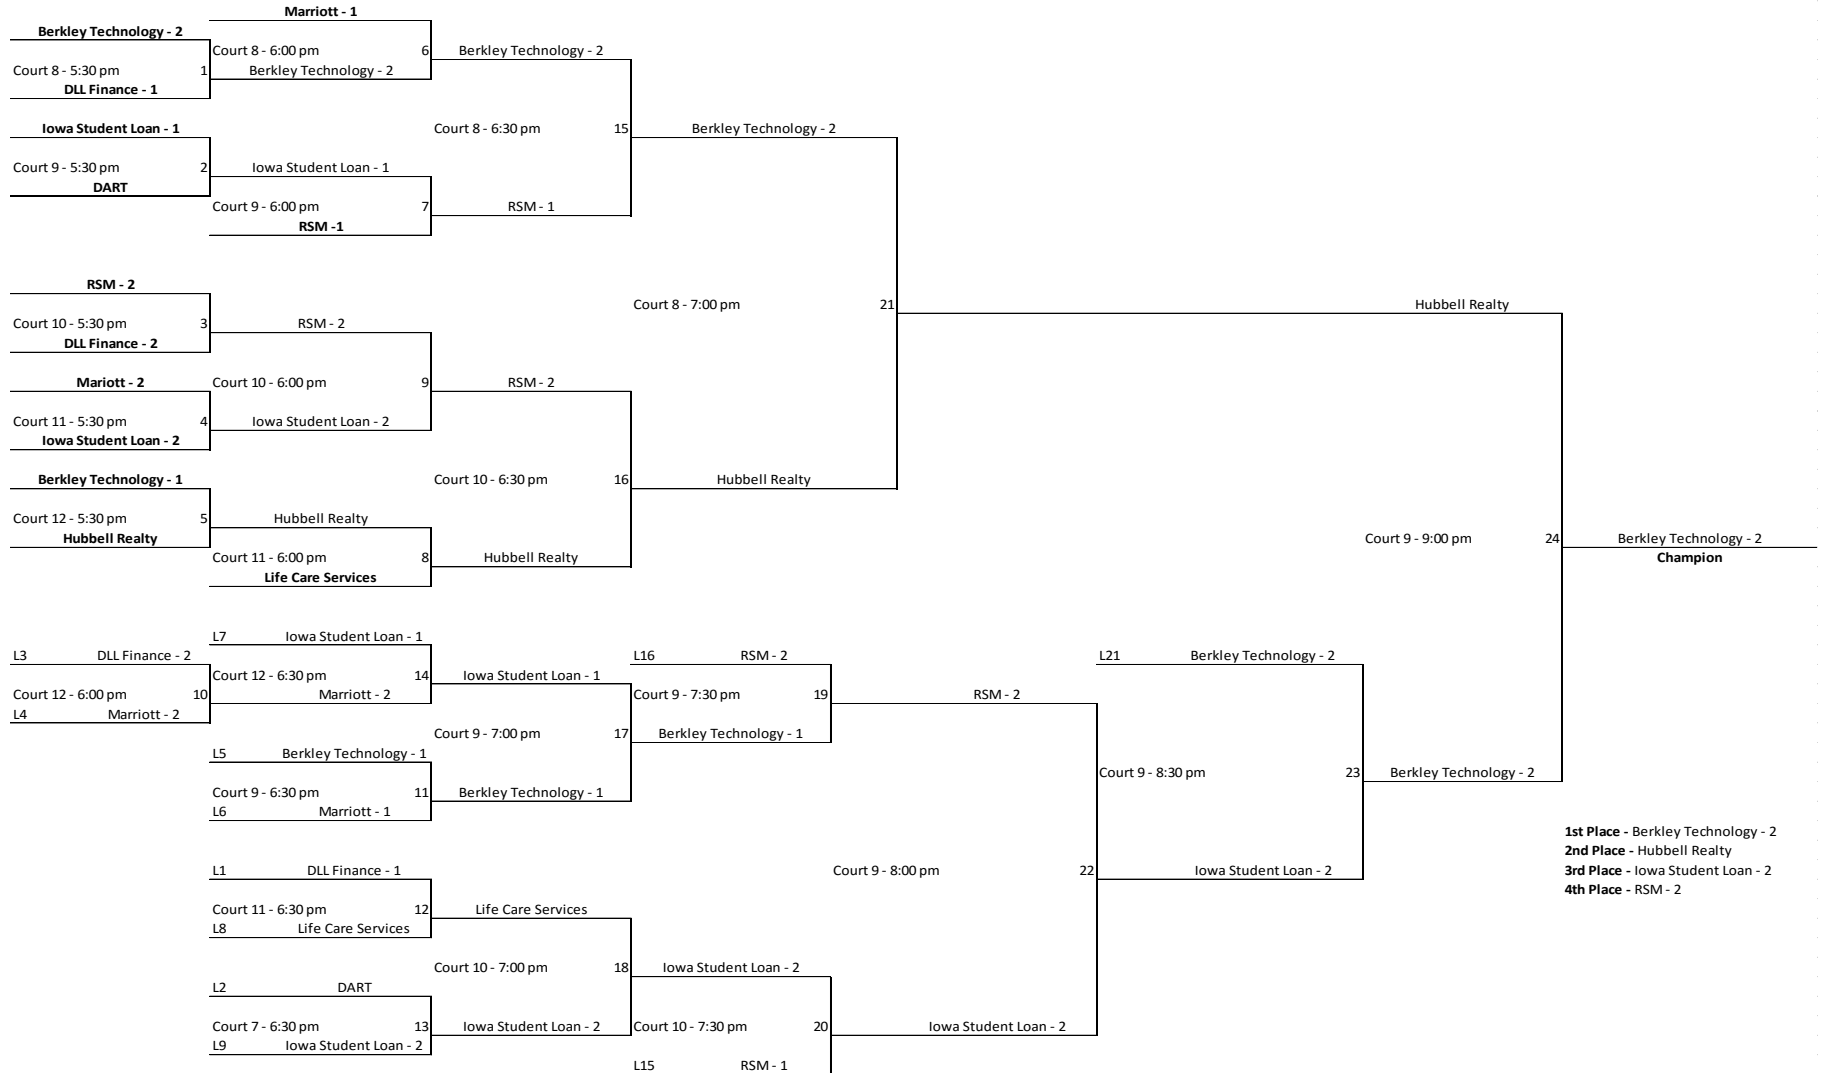 Marriott - 1
Berkley Technology - 2
Court 8 - 6:00 pm 6 Berkley Technology - 2
Court 8 - 5:30 pm 1 Berkley Technology - 2
DLL Finance - 1
Iowa Student Loan - 1 Court 8 - 6:30 pm 15 Berkley Technology - 2
Court 9 - 5:30 pm 2 Iowa Student Loan - 1
DART
Court 9 - 6:00 pm 7 RSM - 1
RSM -1
RSM - 2
Court 8 - 7:00 pm 21 Hubbell Realty
Court 10 - 5:30 pm 3 RSM - 2
DLL Finance - 2
Mariott - 2 Court 10 - 6:00 pm 9 RSM - 2
Court 11 - 5:30 pm 4 Iowa Student Loan - 2
Iowa Student Loan - 2
Berkley Technology - 1 Court 10 - 6:30 pm 16 Hubbell Realty
Court 12 - 5:30 pm 5 Hubbell Realty
Hubbell Realty Court 9 - 9:00 pm 24 Berkley Technology - 2
Court 11 - 6:00 pm 8 Hubbell Realty Champion
Life Care Services
L7 Iowa Student Loan - 1
L3 DLL Finance - 2 L16 RSM - 2 L21 Berkley Technology - 2
Court 12 - 6:30 pm 14 Iowa Student Loan - 1
Court 12 - 6:00 pm 10 Marriott - 2 Court 9 - 7:30 pm 19 RSM - 2
L4 Marriott - 2
Court 9 - 7:00 pm 17 Berkley Technology - 1
L5 Berkley Technology - 1
Court 9 - 8:30 pm 23 Berkley Technology - 2
Court 9 - 6:30 pm 11 Berkley Technology - 1
L6 Marriott - 1
1st Place - Berkley Technology - 2
2nd Place - Hubbell Realty
L1 DLL Finance - 1 Court 9 - 8:00 pm 22 Iowa Student Loan - 2 3rd Place - Iowa Student Loan - 2
4th Place - RSM - 2
Court 11 - 6:30 pm 12 Life Care Services
L8 Life Care Services
Court 10 - 7:00 pm 18 Iowa Student Loan - 2
L2 DART
Court 7 - 6:30 pm 13 Iowa Student Loan - 2 Court 10 - 7:30 pm 20 Iowa Student Loan - 2
L9 Iowa Student Loan - 2
L15 RSM - 1